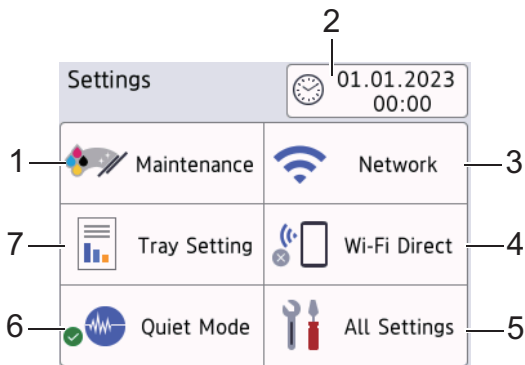 2
Settings
01.01.2023
00:00
1
Maintenance
Network
3
7
Tray Setting
Wi-Fi Direct
4
6
Quiet Mode
All Settings
5